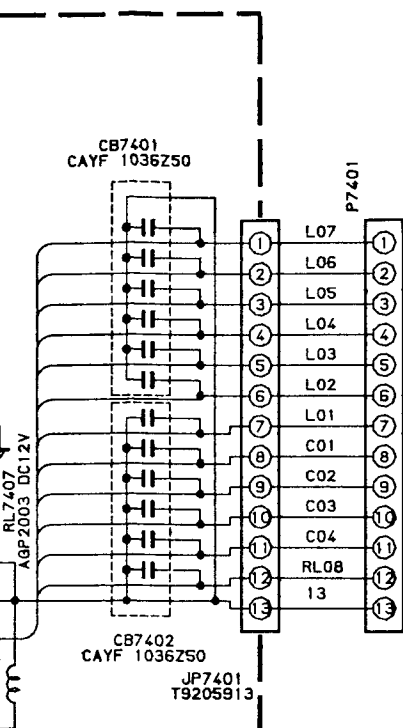 CB7401
CAYF 1036Z50
P7401
1 L07 1
2 L06 2
3 L05 3
4 L04 4
5 L03 5
6 L02 6
7 L01 7
8 C01 8
9 C02 9
10 C03 10
11 C04 11
12 RL08 12
13 13 13
RL7407
AGP2003 DC12V
CB7402
CAYF 1036Z50
JP7401
T9205913